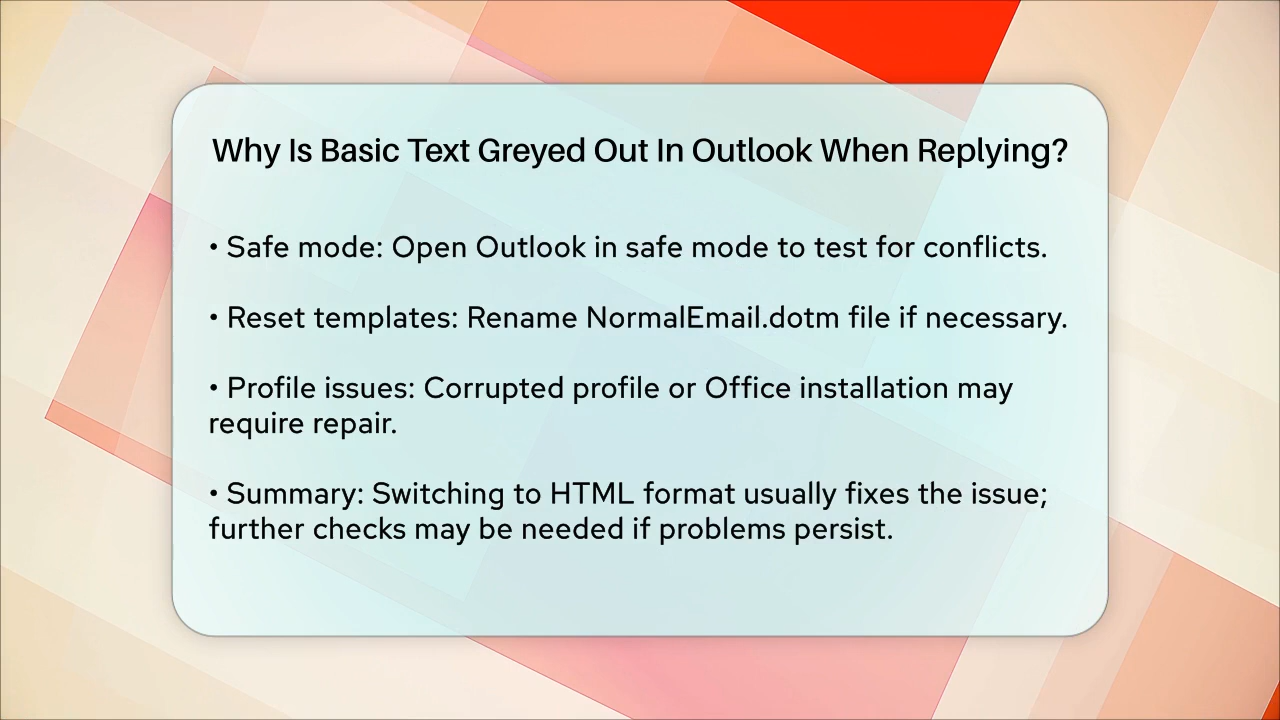 Why Is Basic Text Greyed Out In Outlook When Replying?
• Safe mode: Open Outlook in safe mode to test for conflicts.
• Reset templates: Rename NormalEmail.dotm file if necessary.
• Profile issues: Corrupted profile or Office installation may
require repair.
• Summary: Switching to HTML format usually fixes the issue;
further checks may be needed if problems persist.